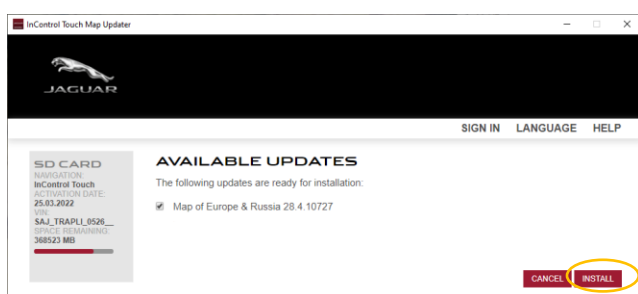 InControl Touch Map Updater
JAGUAR
SIGN IN LANGUAGE HELP
SD CARD
NAVIGATION:
InControl Touch
ACTIVATION DATE:
25.03.2022
VIN:
SAJ_TRAPLI_0526__
SPACE REMAINING:
368523 MB
AVAILABLE UPDATES
The following updates are ready for installation:
Map of Europe & Russia 28.4.10727
CANCEL INSTALL